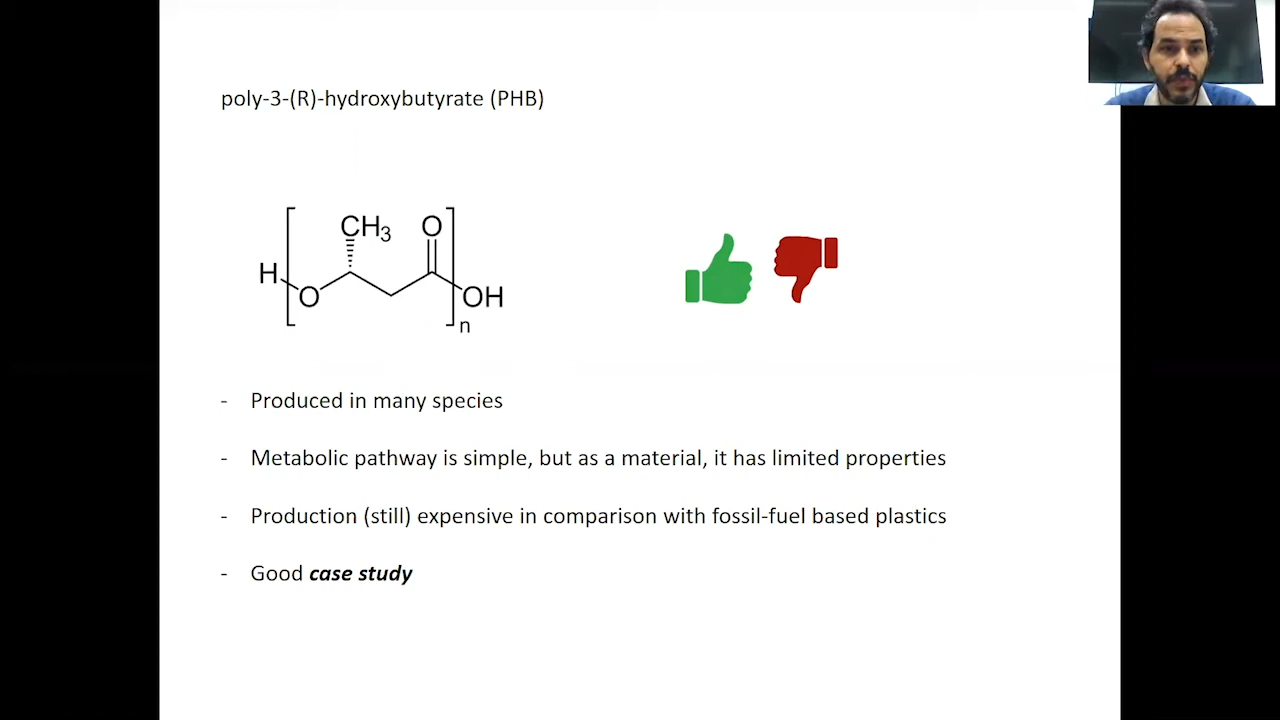 poly-3-(R)-hydroxybutyrate (PHB)
CH3 O
H
O OH
n
- Produced in many species
- Metabolic pathway is simple, but as a material, it has limited properties
- Production (still) expensive in comparison with fossil-fuel based plastics
- Good case study